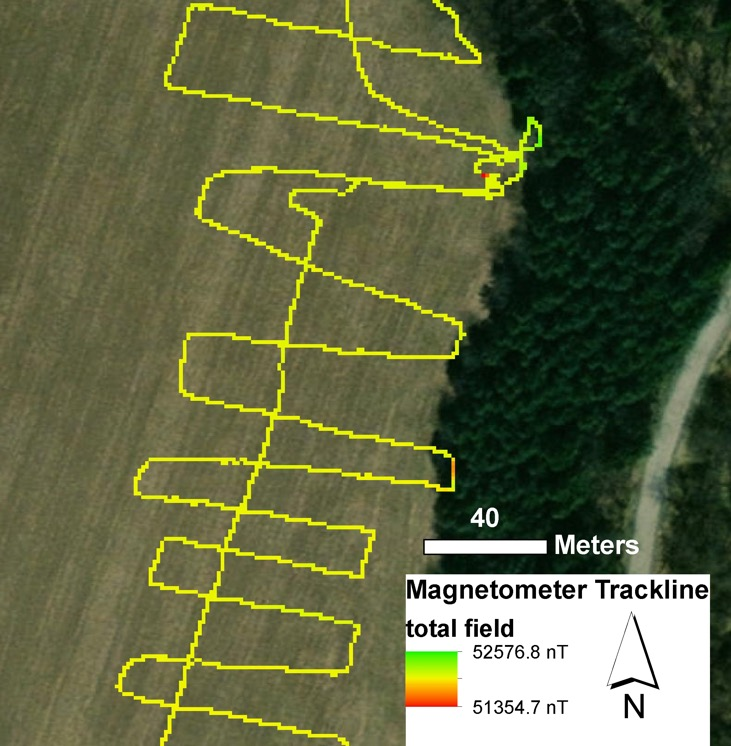 40
Meters
Magnetometer Trackline
total field
52576.8 nT
51354.7 nT
N